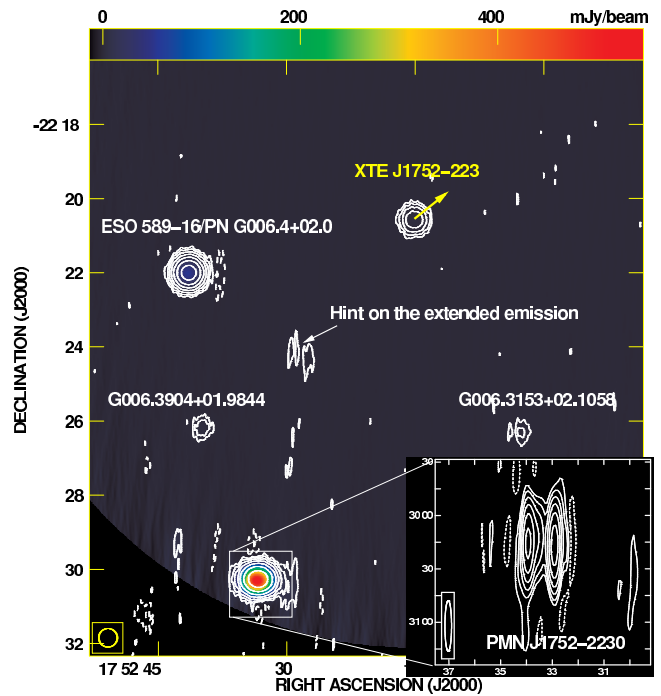 0 200 400 mJy/beam
-22 18
XTE J1752-223
20
ESO 589-16/PN G006.4+02.0
22
Hint on the extended emission
24
G006.3904+01.9844
G006.3153+02.1058
26
28
30
32
DECLINATION (J2000)
30
31 00
30
31 00
PMN J1752-2230
37 35 33 31
17 52 45 30
RIGHT ASCENSION (J2000)